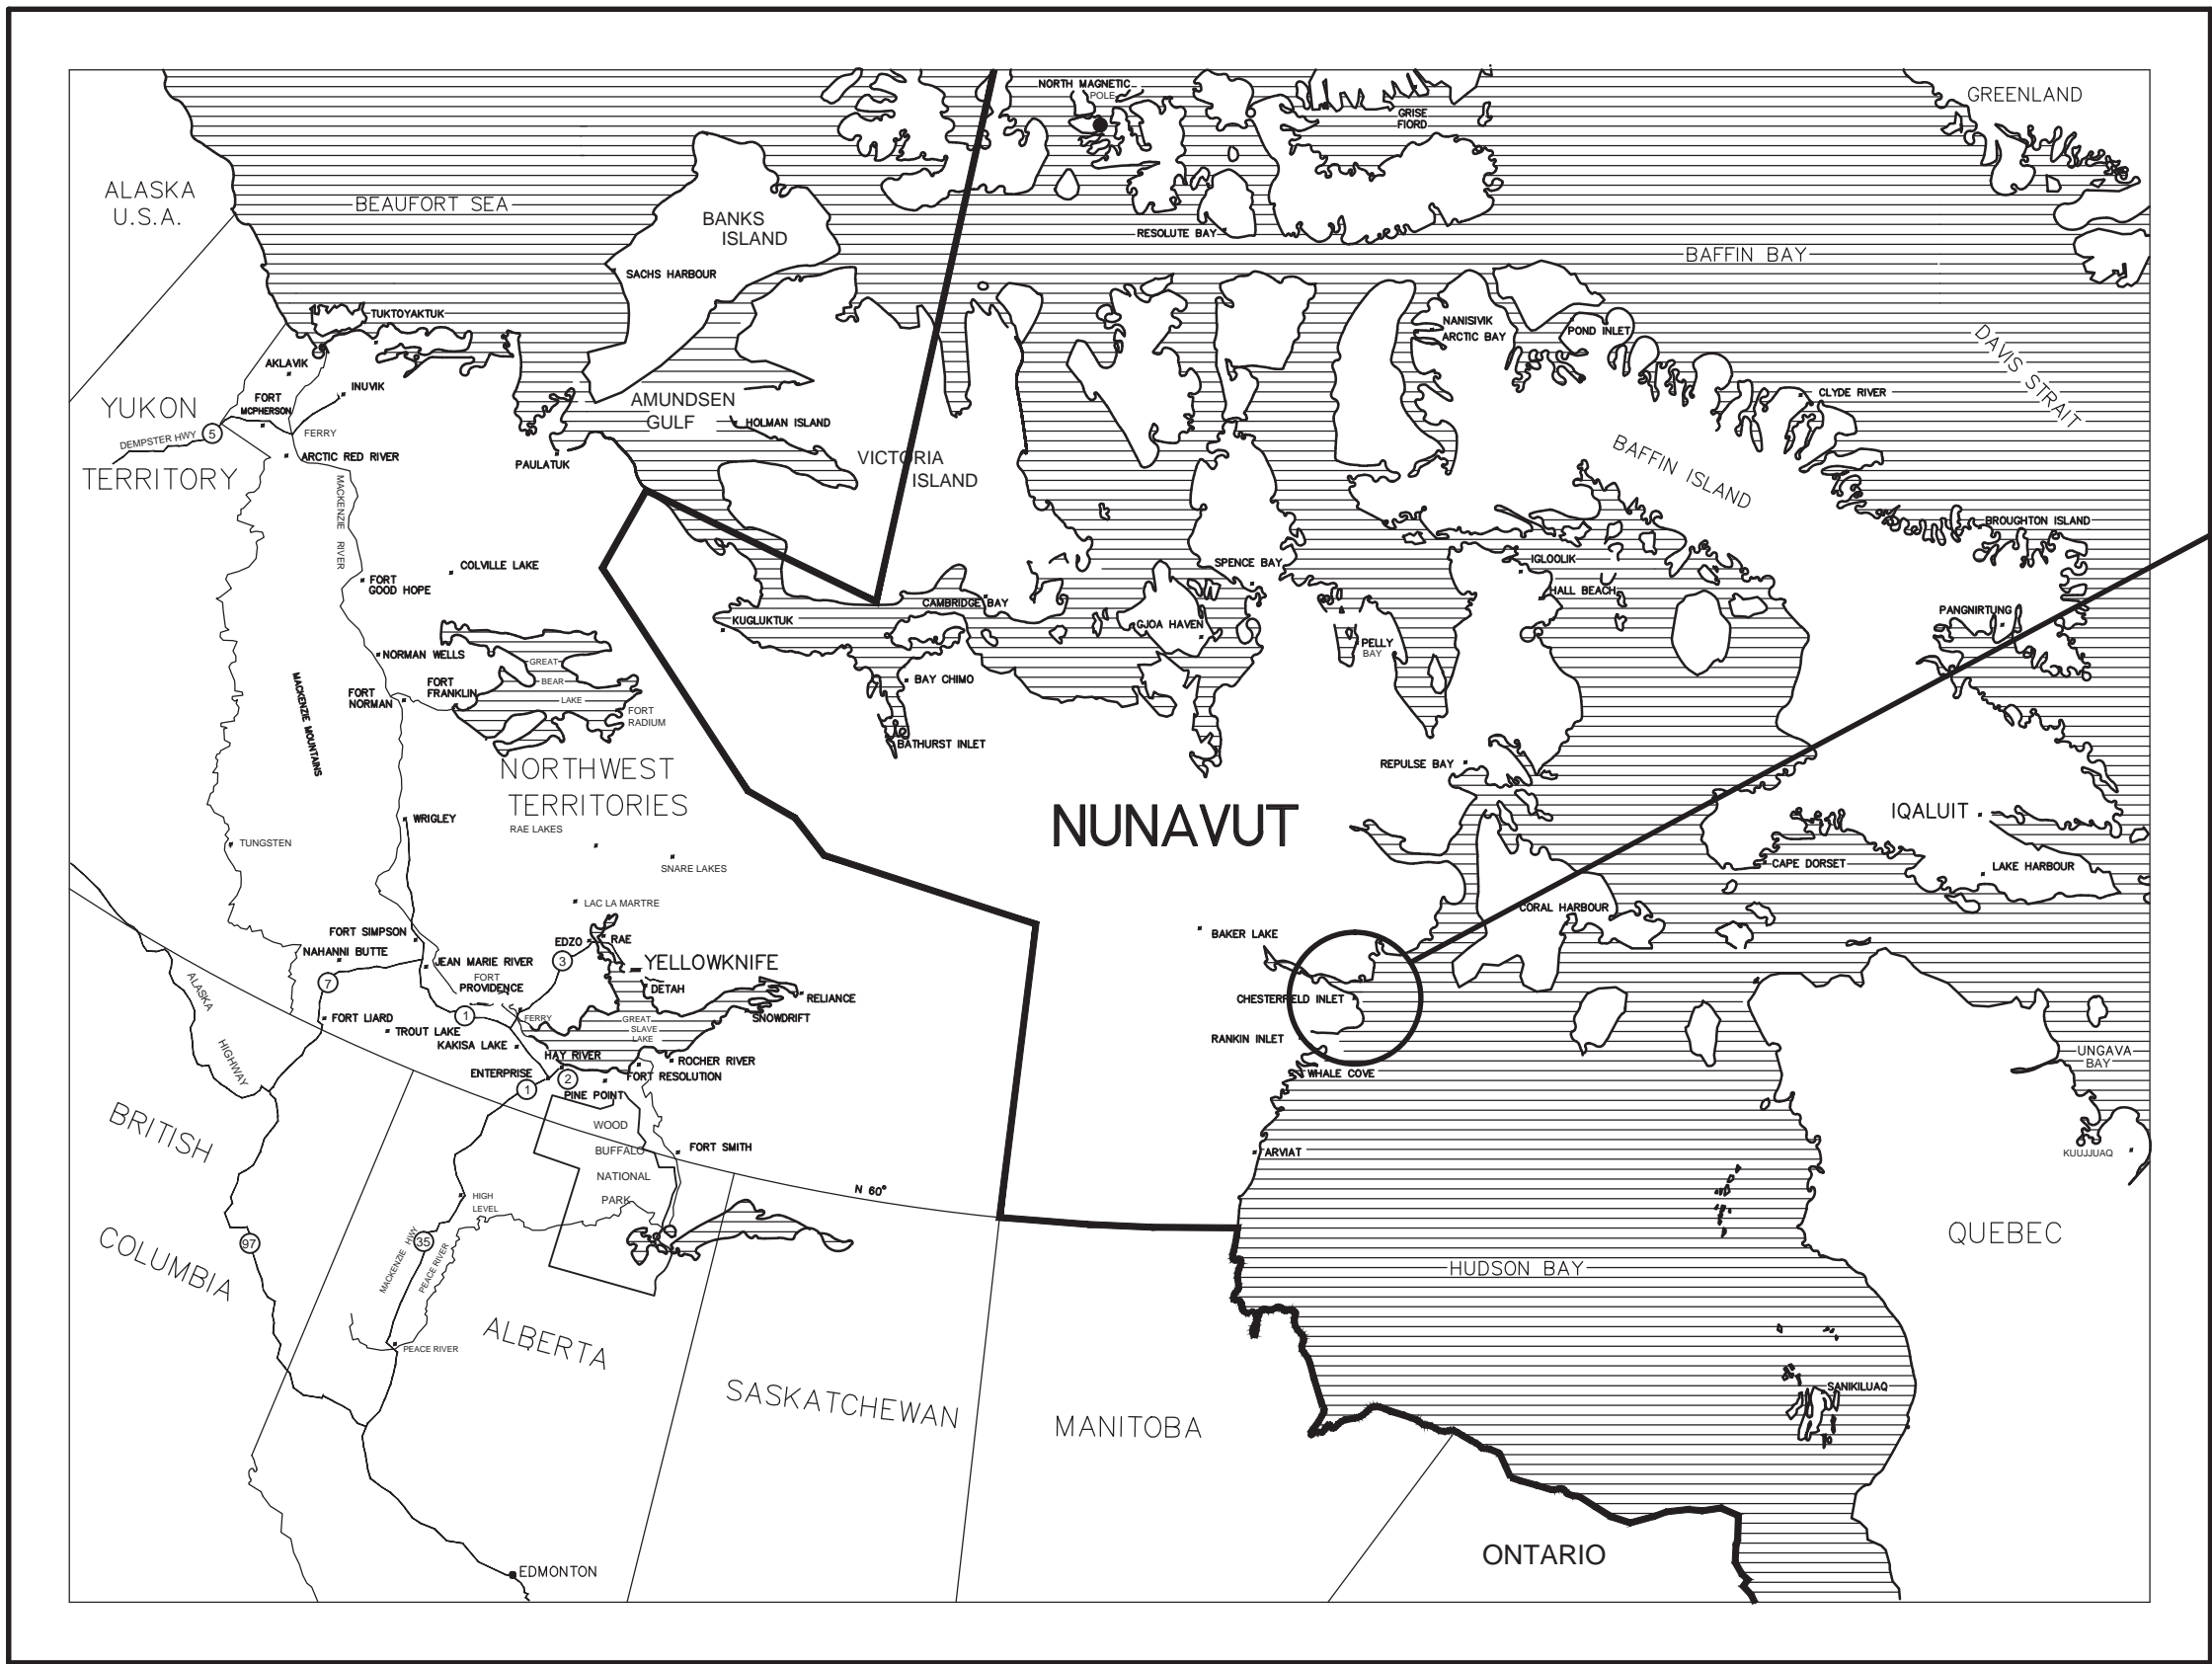 NORTH MAGNETIC
POLE
GREENLAND
GRISE
FIORD
ALASKA
U.S.A.
BEAUFORT SEA
BANKS
ISLAND
RESOLUTE BAY
BAFFIN BAY
SACHS HARBOUR
TUKTOYAKTUK
NANISIVIK
ARCTIC BAY
POND INLET
DAVIS STRAIT
AKLAVIK
INUVIK
FORT
MCPHERSON
YUKON
TERRITORY
DEMPSTER HWY
5
FERRY
ARCTIC RED RIVER
AMUNDSEN
GULF
HOLMAN ISLAND
CLYDE RIVER
PAULATUK
VICTORIA
ISLAND
BAFFIN ISLAND
MACKENZIE RIVER
BROUGHTON ISLAND
COLVILLE LAKE
FORT
GOOD HOPE
SPENCE BAY
IGLOOLIK
HALL BEACH
CAMBRIDGE BAY
KUGLUKTUK
GJOA HAVEN
PANGNIRTUNG
PELLY
BAY
NORMAN WELLS
GREAT
BEAR
LAKE
FORT
FRANKLIN
FORT
NORMAN
FORT
RADIUM
BAY CHIMO
MACKENZIE MOUNTAINS
BATHURST INLET
REPULSE BAY
NORTHWEST
TERRITORIES
NUNAVUT
IQALUIT
WRIGLEY
RAE LAKES
TUNGSTEN
SNARE LAKES
CAPE DORSET
LAKE HARBOUR
LAC LA MARTRE
CORAL HARBOUR
FORT SIMPSON
EDZO
RAE
BAKER LAKE
NAHANNI BUTTE
JEAN MARIE RIVER
3
YELLOWKNIFE
7
FORT
PROVIDENCE
DETAH
RELIANCE
CHESTERFIELD INLET
ALASKA
HIGHWAY
FORT LIARD
1
FERRY
GREAT
SLAVE
LAKE
SNOWDRIFT
TROUT LAKE
KAKISA LAKE
RANKIN INLET
HAY RIVER
ROCHER RIVER
UNGAVA
BAY
ENTERPRISE
2
FORT RESOLUTION
WHALE COVE
1
PINE POINT
BRITISH
COLUMBIA
WOOD
BUFFALO
NATIONAL
PARK
FORT SMITH
ARVIAT
KUUJJUAQ
N 60°
HIGH
LEVEL
97
35
MACKENZIE HWY
PEACE RIVER
QUEBEC
HUDSON BAY
ALBERTA
PEACE RIVER
SASKATCHEWAN
SANIKILUAQ
MANITOBA
ONTARIO
EDMONTON